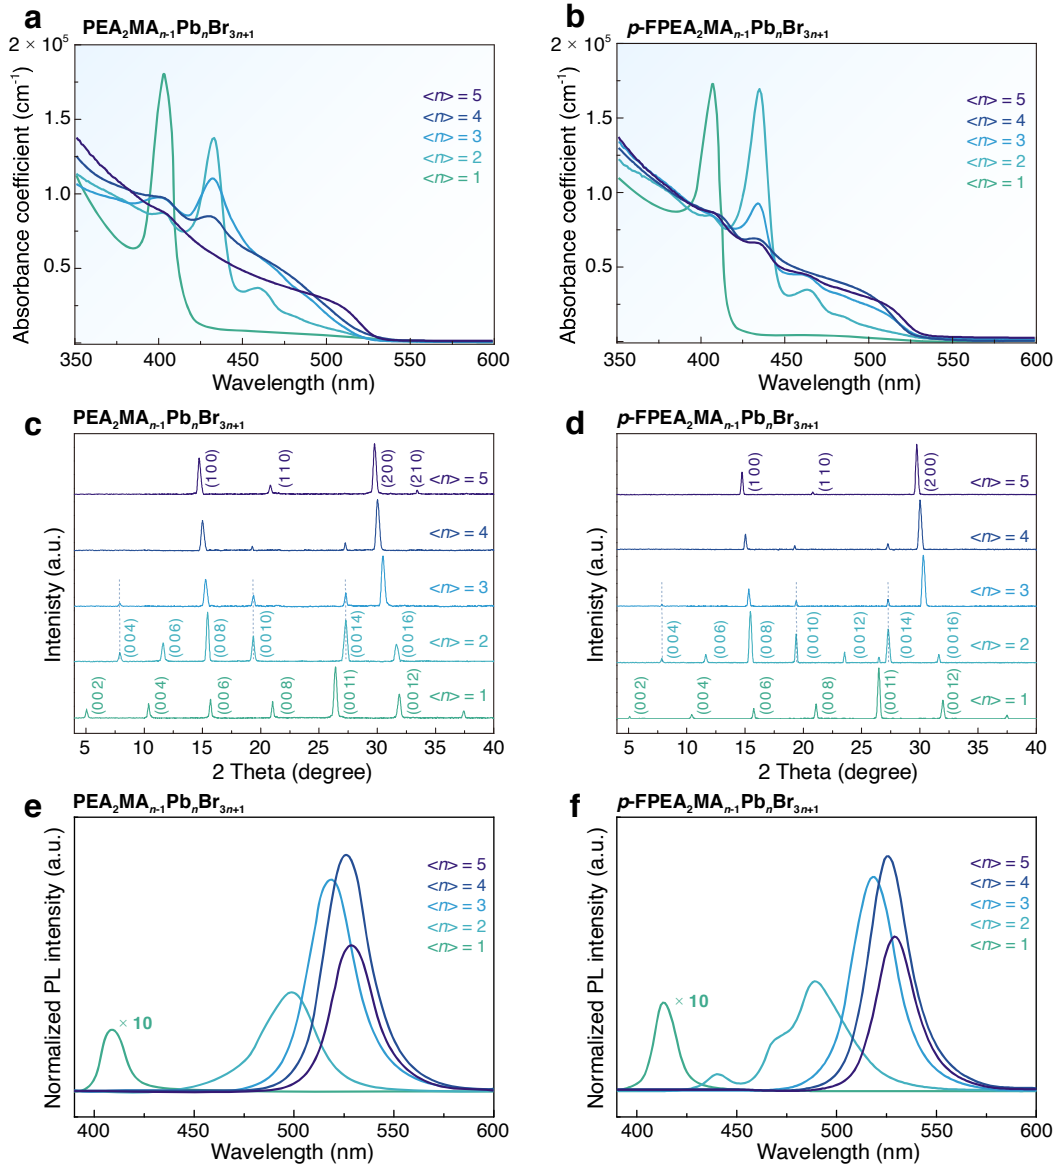 a
PEA₂MAₙ₋₁PbₙBr₃ₙ₊₁
2 × 10⁵
1.5
1.0
0.5
Absorbance coefficient (cm⁻¹)
<n> = 5
<n> = 4
<n> = 3
<n> = 2
<n> = 1
350 400 450 500 550 600
Wavelength (nm)
b
p-FPEA₂MAₙ₋₁PbₙBr₃ₙ₊₁
2 × 10⁵
1.5
1.0
0.5
Absorbance coefficient (cm⁻¹)
<n> = 5
<n> = 4
<n> = 3
<n> = 2
<n> = 1
350 400 450 500 550 600
Wavelength (nm)
c
PEA₂MAₙ₋₁PbₙBr₃ₙ₊₁
Intenisty (a.u.)
(100) (110) (200) (210)
<n> = 5
<n> = 4
<n> = 3
(004) (006) (008) (0010) (0014) (0016)
<n> = 2
(002) (004) (006) (008) (0011) (0012)
<n> = 1
5 10 15 20 25 30 35 40
2 Theta (degree)
d
p-FPEA₂MAₙ₋₁PbₙBr₃ₙ₊₁
Intenisty (a.u.)
(100) (110) (200)
<n> = 5
<n> = 4
<n> = 3
(004) (006) (008) (0010) (0012) (0014) (0016)
<n> = 2
(002) (004) (006) (008) (0011) (0012)
<n> = 1
5 10 15 20 25 30 35 40
2 Theta (degree)
e
PEA₂MAₙ₋₁PbₙBr₃ₙ₊₁
Normalized PL intensity (a.u.)
<n> = 5
<n> = 4
<n> = 3
<n> = 2
<n> = 1
× 10
400 450 500 550 600
Wavelength (nm)
f
p-FPEA₂MAₙ₋₁PbₙBr₃ₙ₊₁
Normalized PL intensity (a.u.)
<n> = 5
<n> = 4
<n> = 3
<n> = 2
<n> = 1
× 10
400 450 500 550 600
Wavelength (nm)